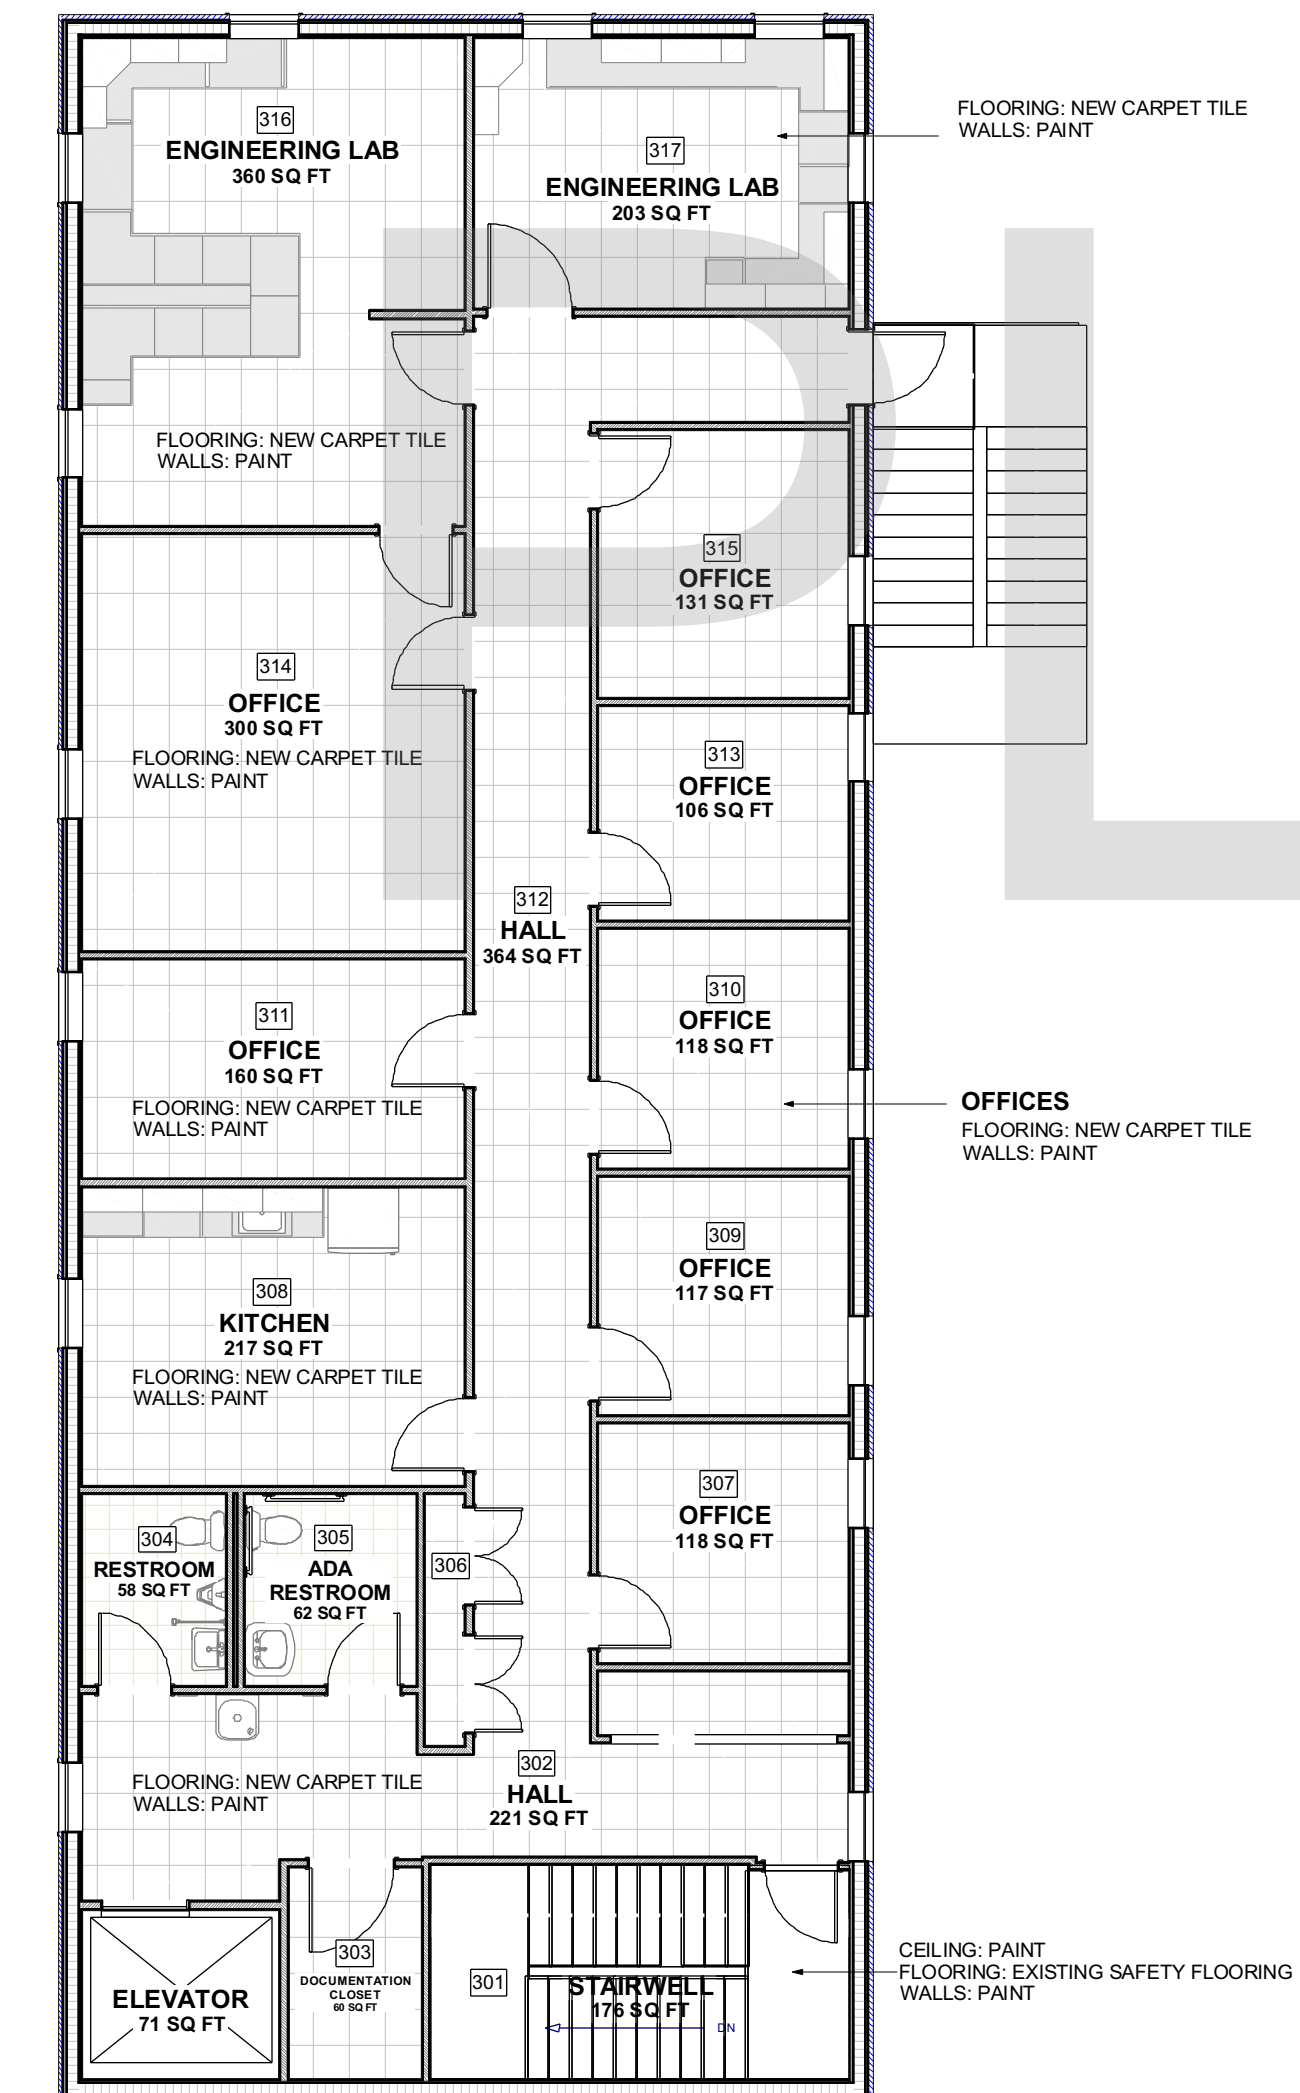 316
ENGINEERING LAB
360 SQ FT
317
ENGINEERING LAB
203 SQ FT
FLOORING: NEW CARPET TILE
WALLS: PAINT
FLOORING: NEW CARPET TILE
WALLS: PAINT
315
OFFICE
131 SQ FT
314
OFFICE
300 SQ FT
FLOORING: NEW CARPET TILE
WALLS: PAINT
313
OFFICE
106 SQ FT
312
HALL
364 SQ FT
311
OFFICE
160 SQ FT
FLOORING: NEW CARPET TILE
WALLS: PAINT
310
OFFICE
118 SQ FT
OFFICES
FLOORING: NEW CARPET TILE
WALLS: PAINT
309
OFFICE
117 SQ FT
308
KITCHEN
217 SQ FT
FLOORING: NEW CARPET TILE
WALLS: PAINT
307
OFFICE
118 SQ FT
304
RESTROOM
58 SQ FT
305
ADA
RESTROOM
62 SQ FT
306
302
HALL
221 SQ FT
FLOORING: NEW CARPET TILE
WALLS: PAINT
303
DOCUMENTATION
CLOSET
60 SQ FT
301
STAIRWELL
176 SQ FT
DN
ELEVATOR
71 SQ FT
CEILING: PAINT
FLOORING: EXISTING SAFETY FLOORING
WALLS: PAINT
PL